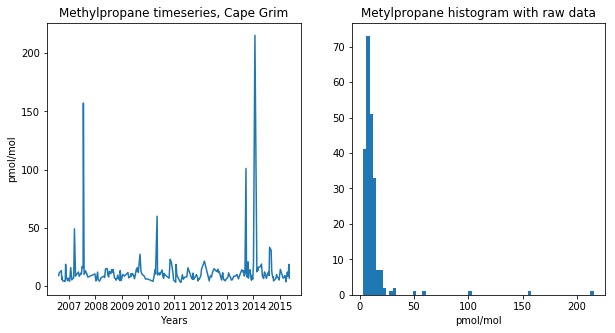 Methylpropane timeseries, Cape Grim
pmol/mol
200
150
100
50
0
2007 2008 2009 2010 2011 2012 2013 2014 2015
Years
Metylpropane histogram with raw data
70
60
50
40
30
20
10
0
0 50 100 150 200
pmol/mol